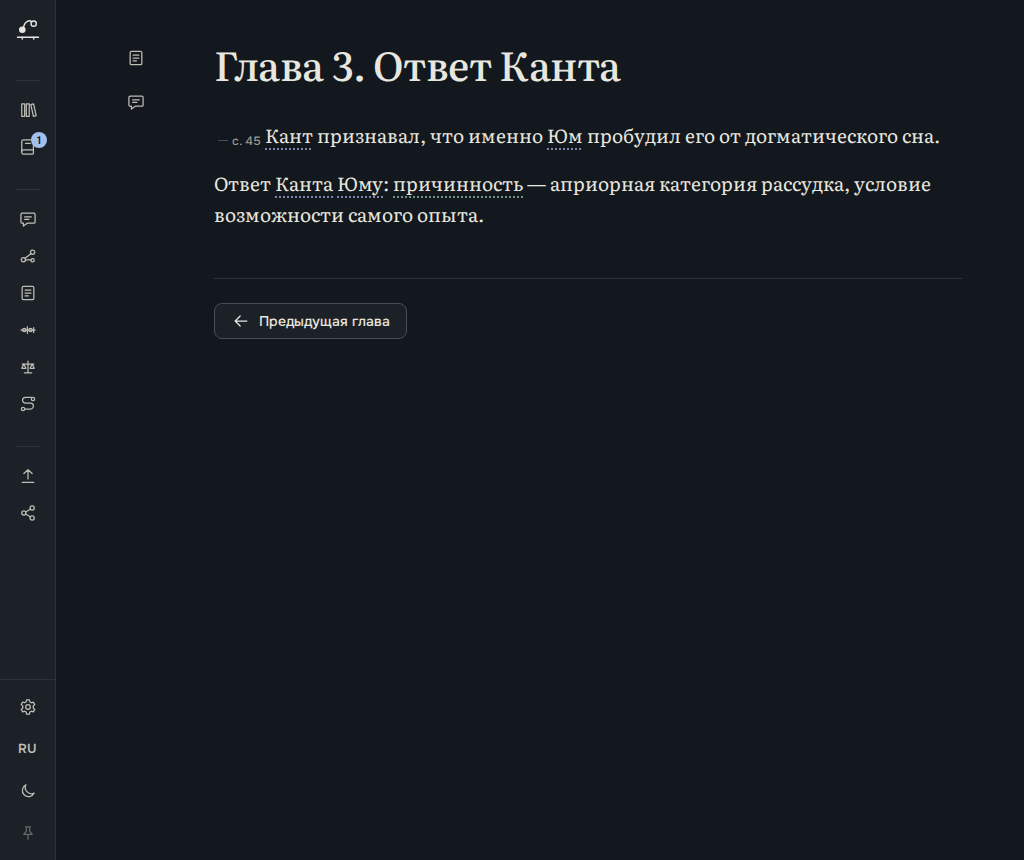 Глава 3. Ответ Канта
— с. 45 Кант признавал, что именно Юм пробудил его от догматического сна.
Ответ Канта Юму: причинность — априорная категория рассудка, условие
возможности самого опыта.
Предыдущая глава
1
RU